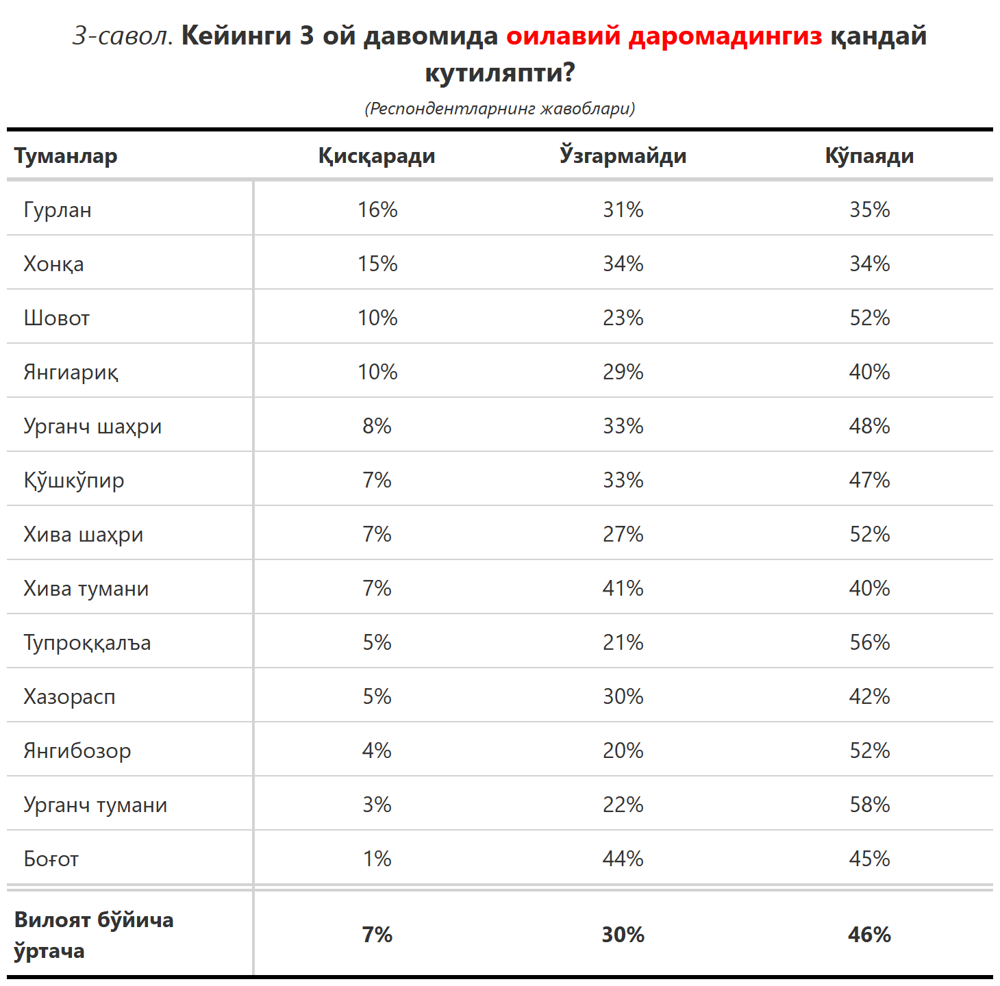 3-савол. Кейинги 3 ой давомида оилавий даромадингиз қандай
кутиляпти?
(Респондентларнинг жавоблари)
Туманлар Қисқаради Ўзгармайди Кўпаяди
Гурлан 16% 31% 35%
Хонқа 15% 34% 34%
Шовот 10% 23% 52%
Янгиариқ 10% 29% 40%
Урганч шаҳри 8% 33% 48%
Қўшкўпир 7% 33% 47%
Хива шаҳри 7% 27% 52%
Хива тумани 7% 41% 40%
Тупроққалъа 5% 21% 56%
Хазорасп 5% 30% 42%
Янгибозор 4% 20% 52%
Урганч тумани 3% 22% 58%
Боғот 1% 44% 45%
Вилоят бўйича
ўртача 7% 30% 46%